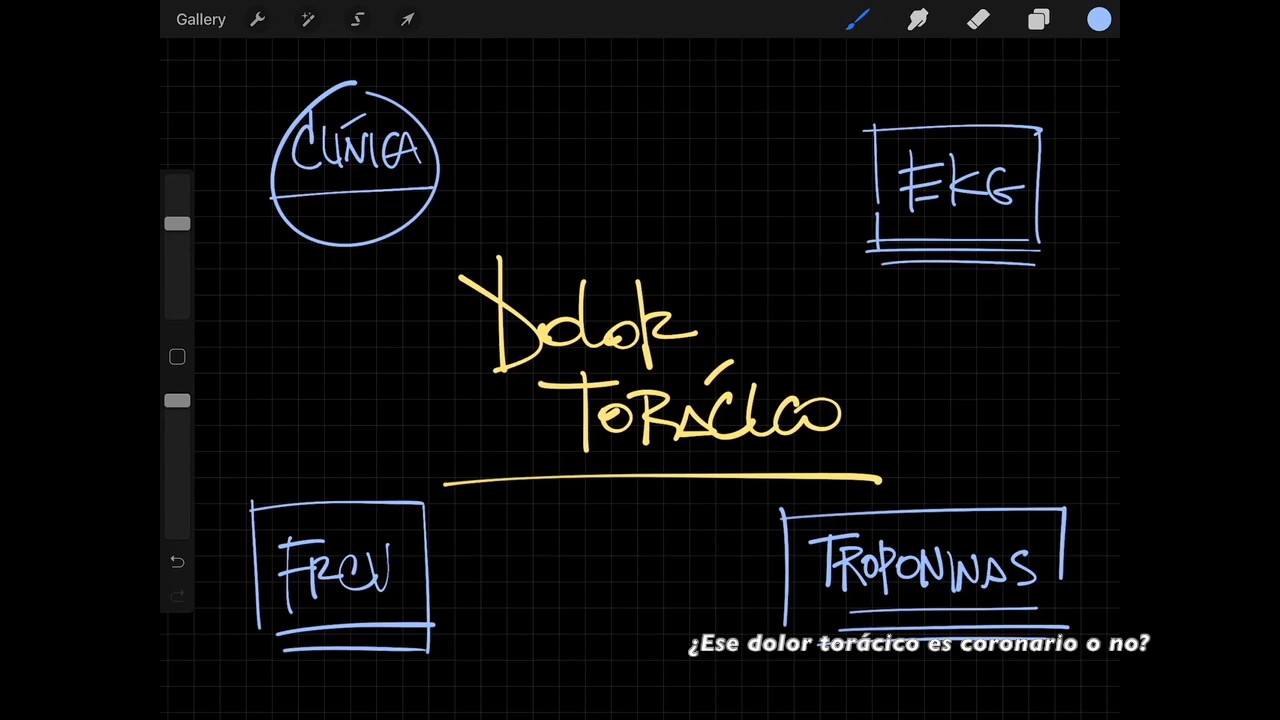 Gallery
CLÍNICA
EKG
Dolor
TORÁCICO
FRCV
TROPONINAS
¿Ese dolor torácico es coronario o no?